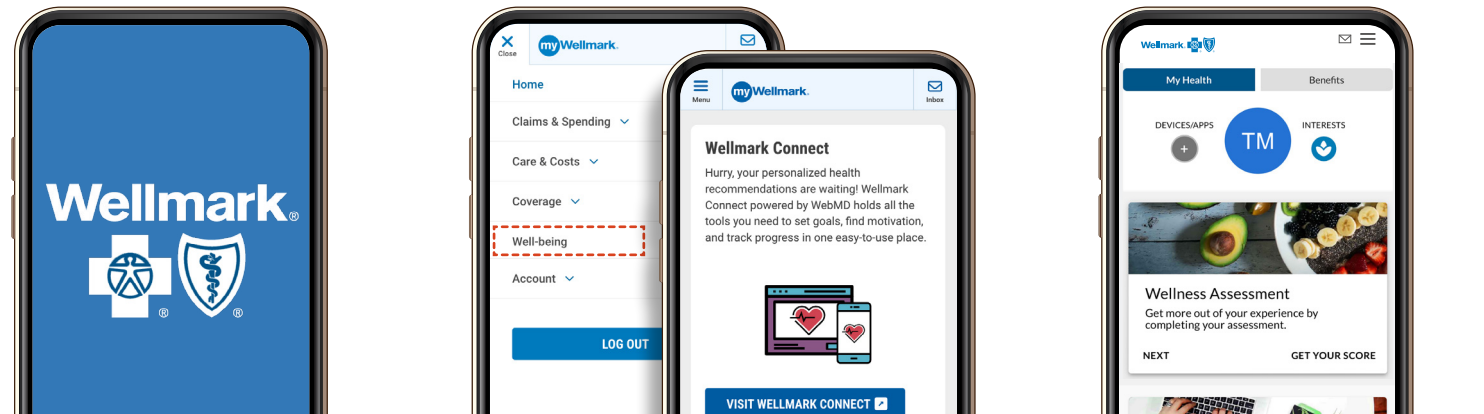 Wellmark®
® ®
Close
myWellmark®
Home
Claims & Spending
Care & Costs
Coverage
Well-being
Account
LOG OUT
Menu
myWellmark®
Inbox
Wellmark Connect
Hurry, your personalized health
recommendations are waiting! Wellmark
Connect powered by WebMD holds all the
tools you need to set goals, find motivation,
and track progress in one easy-to-use place.
VISIT WELLMARK CONNECT
Wellmark.
My Health Benefits
DEVICES/APPS
TM
INTERESTS
Wellness Assessment
Get more out of your experience by
completing your assessment.
NEXT GET YOUR SCORE